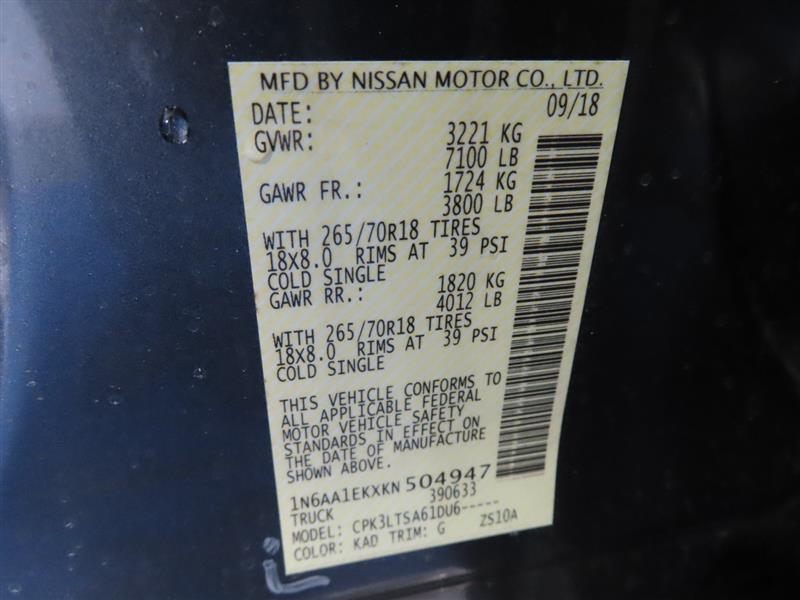 MFD BY NISSAN MOTOR CO., LTD.
DATE: 09/18
GVWR: 3221 KG
7100 LB
GAWR FR.: 1724 KG
3800 LB
WITH 265/70R18 TIRES
18X8.0 RIMS AT 39 PSI
COLD SINGLE
GAWR RR.: 1820 KG
4012 LB
WITH 265/70R18 TIRES
18X8.0 RIMS AT 39 PSI
COLD SINGLE
THIS VEHICLE CONFORMS TO
ALL APPLICABLE FEDERAL
MOTOR VEHICLE SAFETY
STANDARDS IN EFFECT ON
THE DATE OF MANUFACTURE
SHOWN ABOVE.
1N6AA1EKXKN 504947
TRUCK 390633
MODEL: CPK3LTSA61DU6-----
COLOR: KAD TRIM: G ZS10A